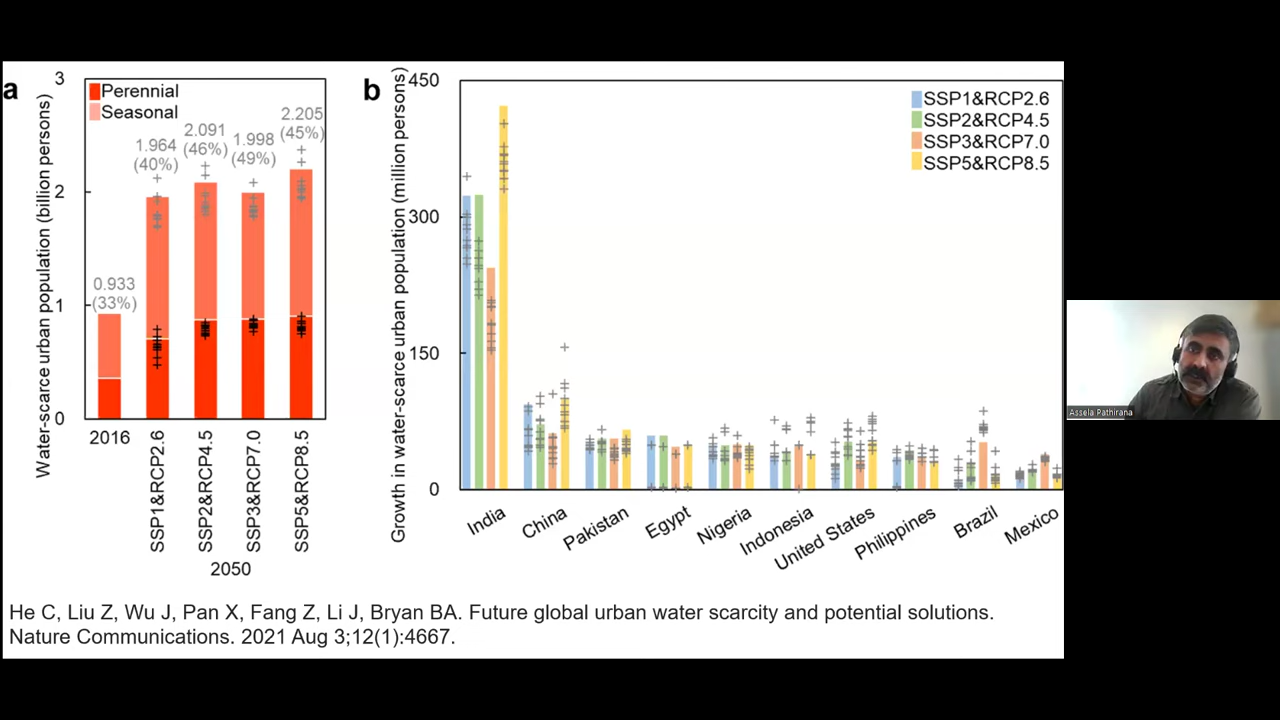 a
Water-scarce urban population (billion persons)
3
2
1
0
Perennial
Seasonal
0.933
(33%)
1.964
(40%)
2.091
(46%)
1.998
(49%)
2.205
(45%)
2016
SSP1&RCP2.6
SSP2&RCP4.5
SSP3&RCP7.0
SSP5&RCP8.5
2050
b
Growth in water-scarce urban population (million persons)
450
300
150
0
SSP1&RCP2.6
SSP2&RCP4.5
SSP3&RCP7.0
SSP5&RCP8.5
India
China
Pakistan
Egypt
Nigeria
Indonesia
United States
Philippines
Brazil
Mexico
He C, Liu Z, Wu J, Pan X, Fang Z, Li J, Bryan BA. Future global urban water scarcity and potential solutions.
Nature Communications. 2021 Aug 3;12(1):4667.
Assela Pathirana